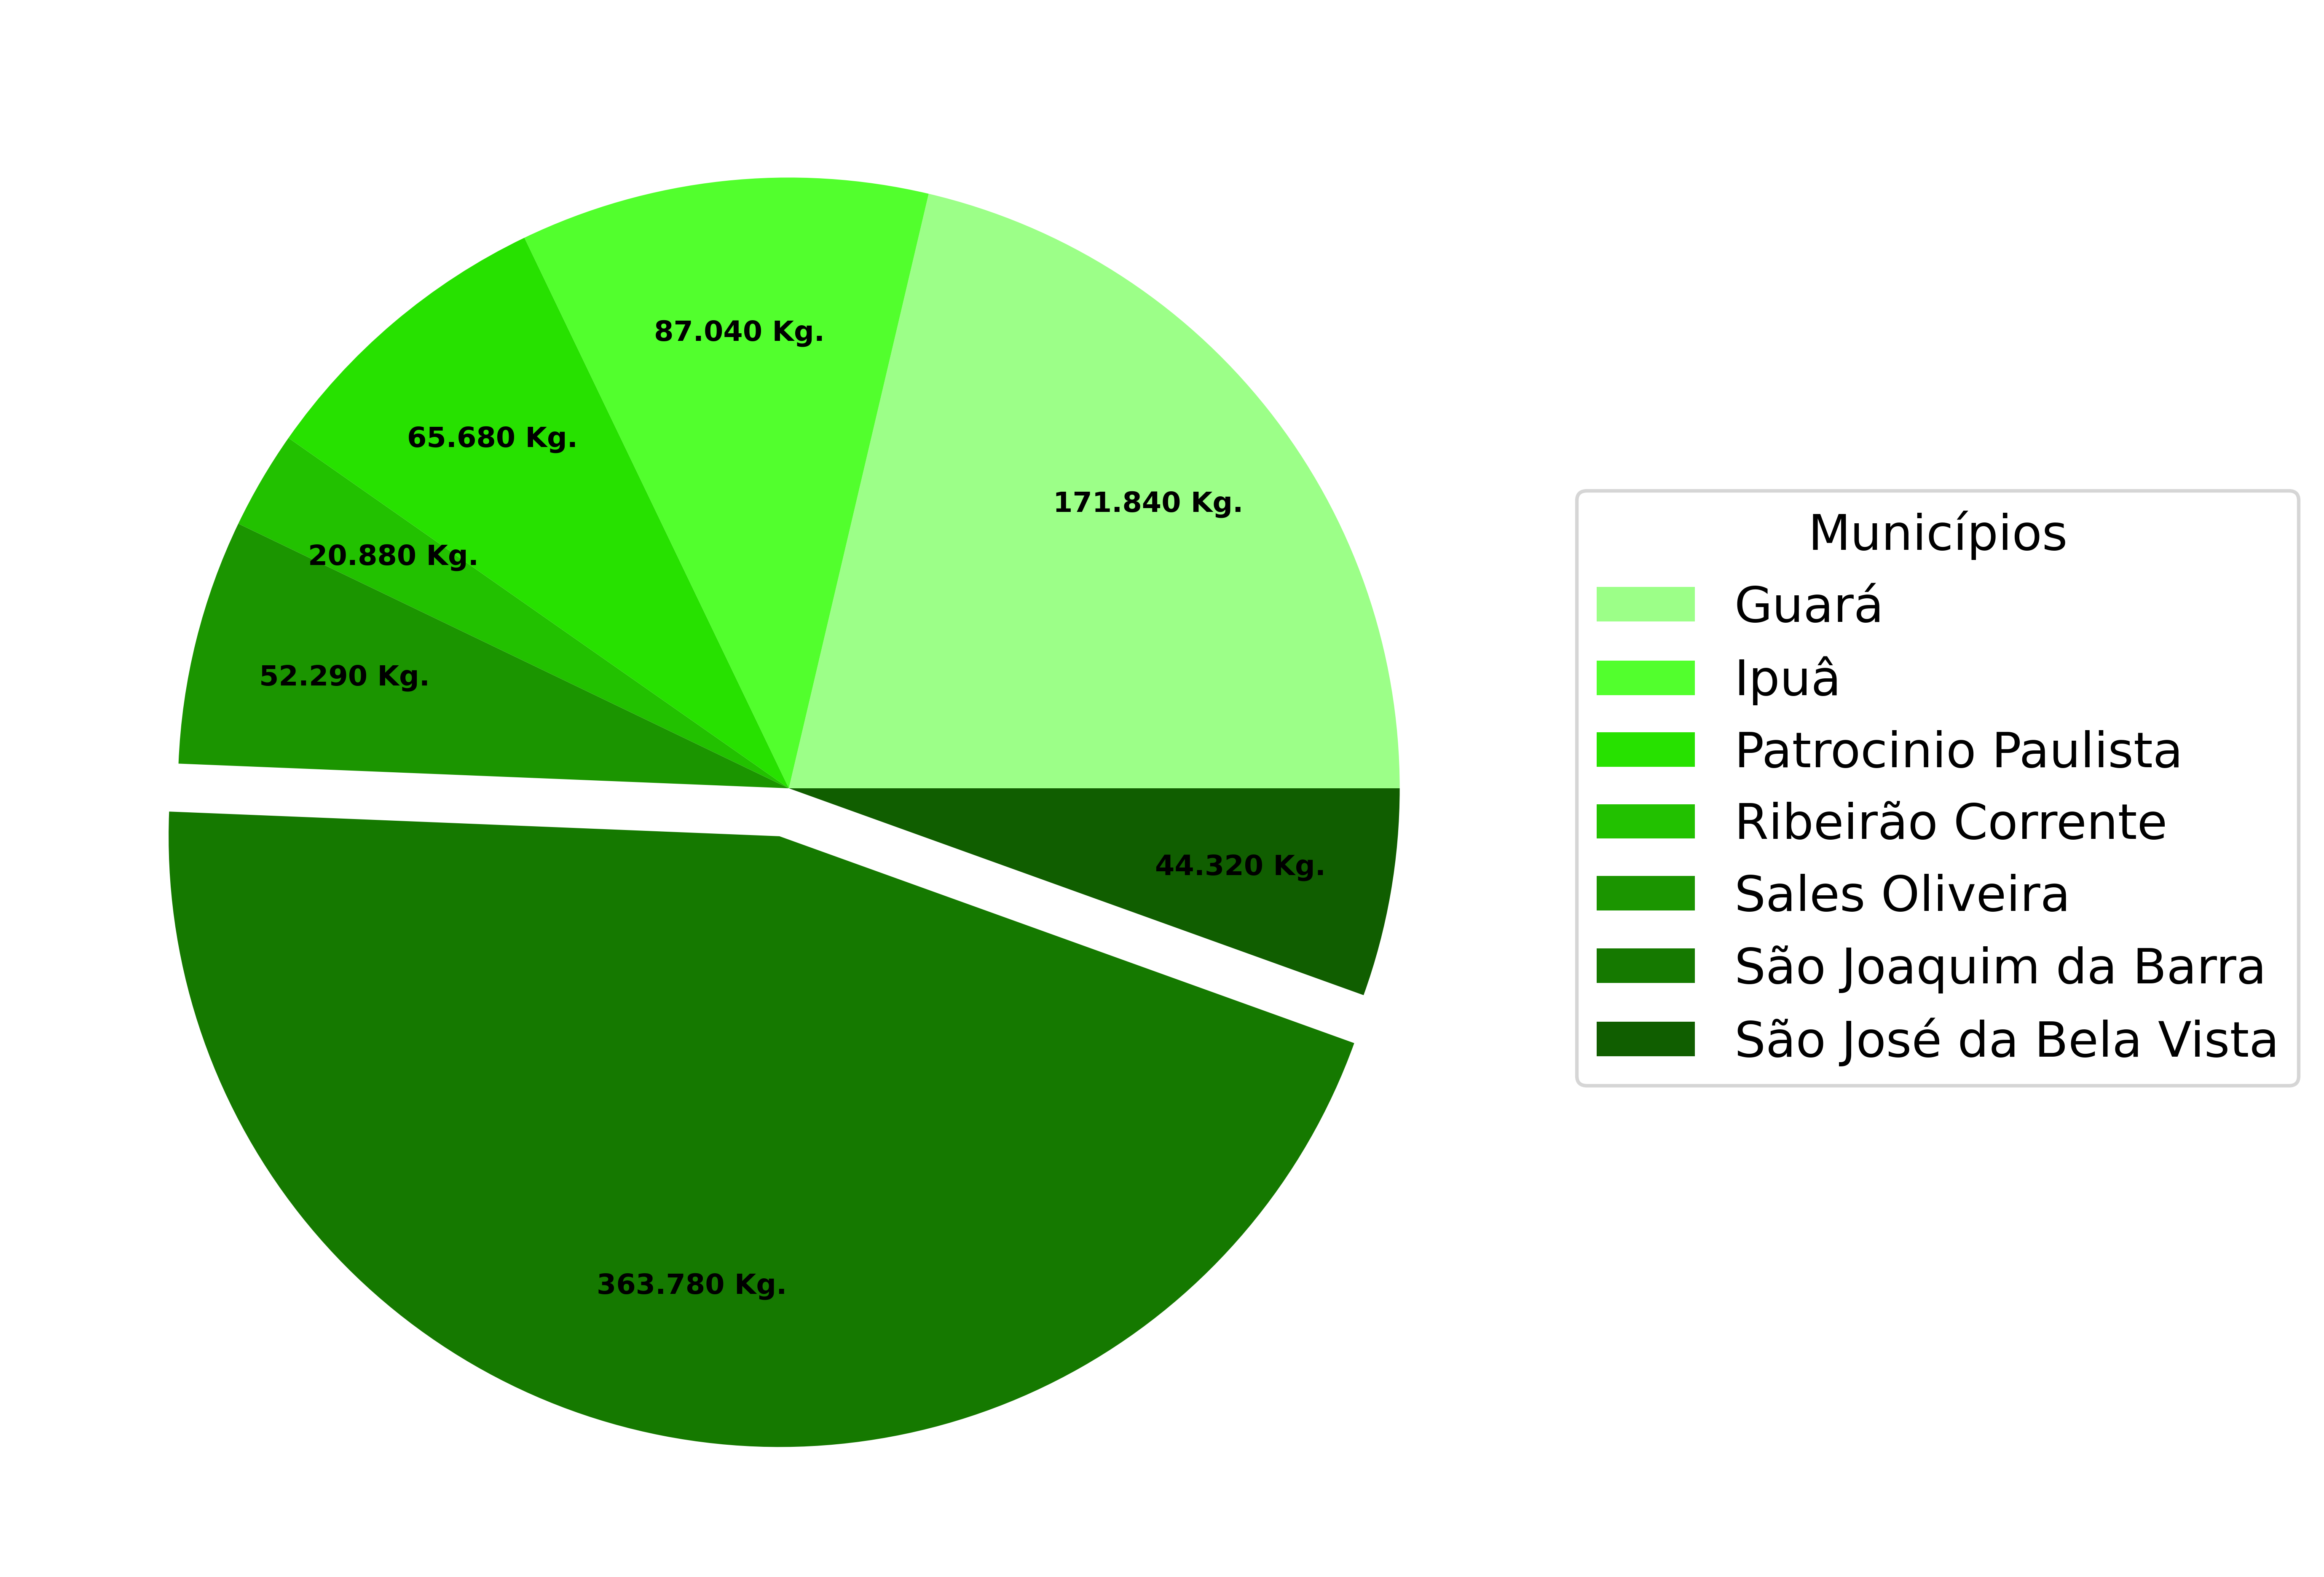 87.040 Kg.
65.680 Kg.
171.840 Kg.
20.880 Kg.
52.290 Kg.
44.320 Kg.
363.780 Kg.
Municípios
Guará
Ipuâ
Patrocinio Paulista
Ribeirão Corrente
Sales Oliveira
São Joaquim da Barra
São José da Bela Vista